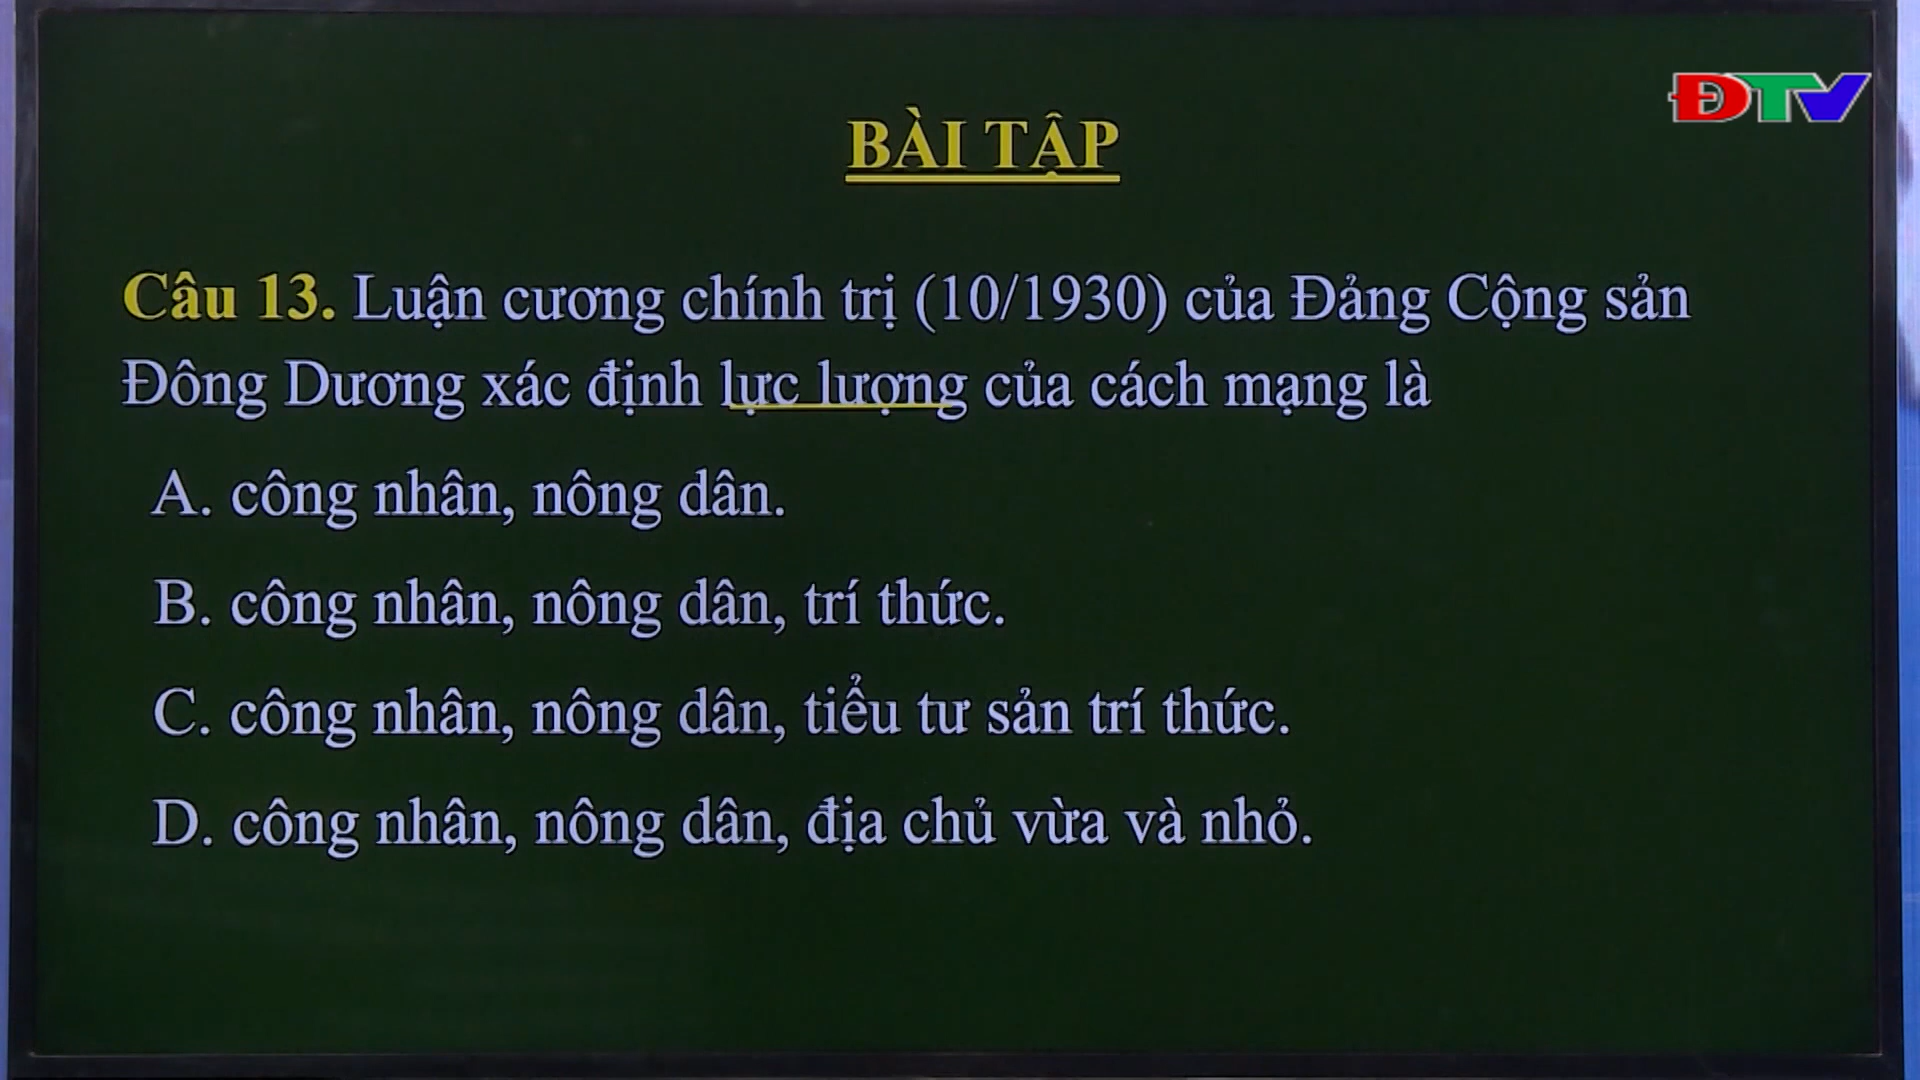 ĐTV
BÀI TẬP
Câu 13. Luận cương chính trị (10/1930) của Đảng Cộng sản
Đông Dương xác định lực lượng của cách mạng là
A. công nhân, nông dân.
B. công nhân, nông dân, trí thức.
C. công nhân, nông dân, tiểu tư sản trí thức.
D. công nhân, nông dân, địa chủ vừa và nhỏ.